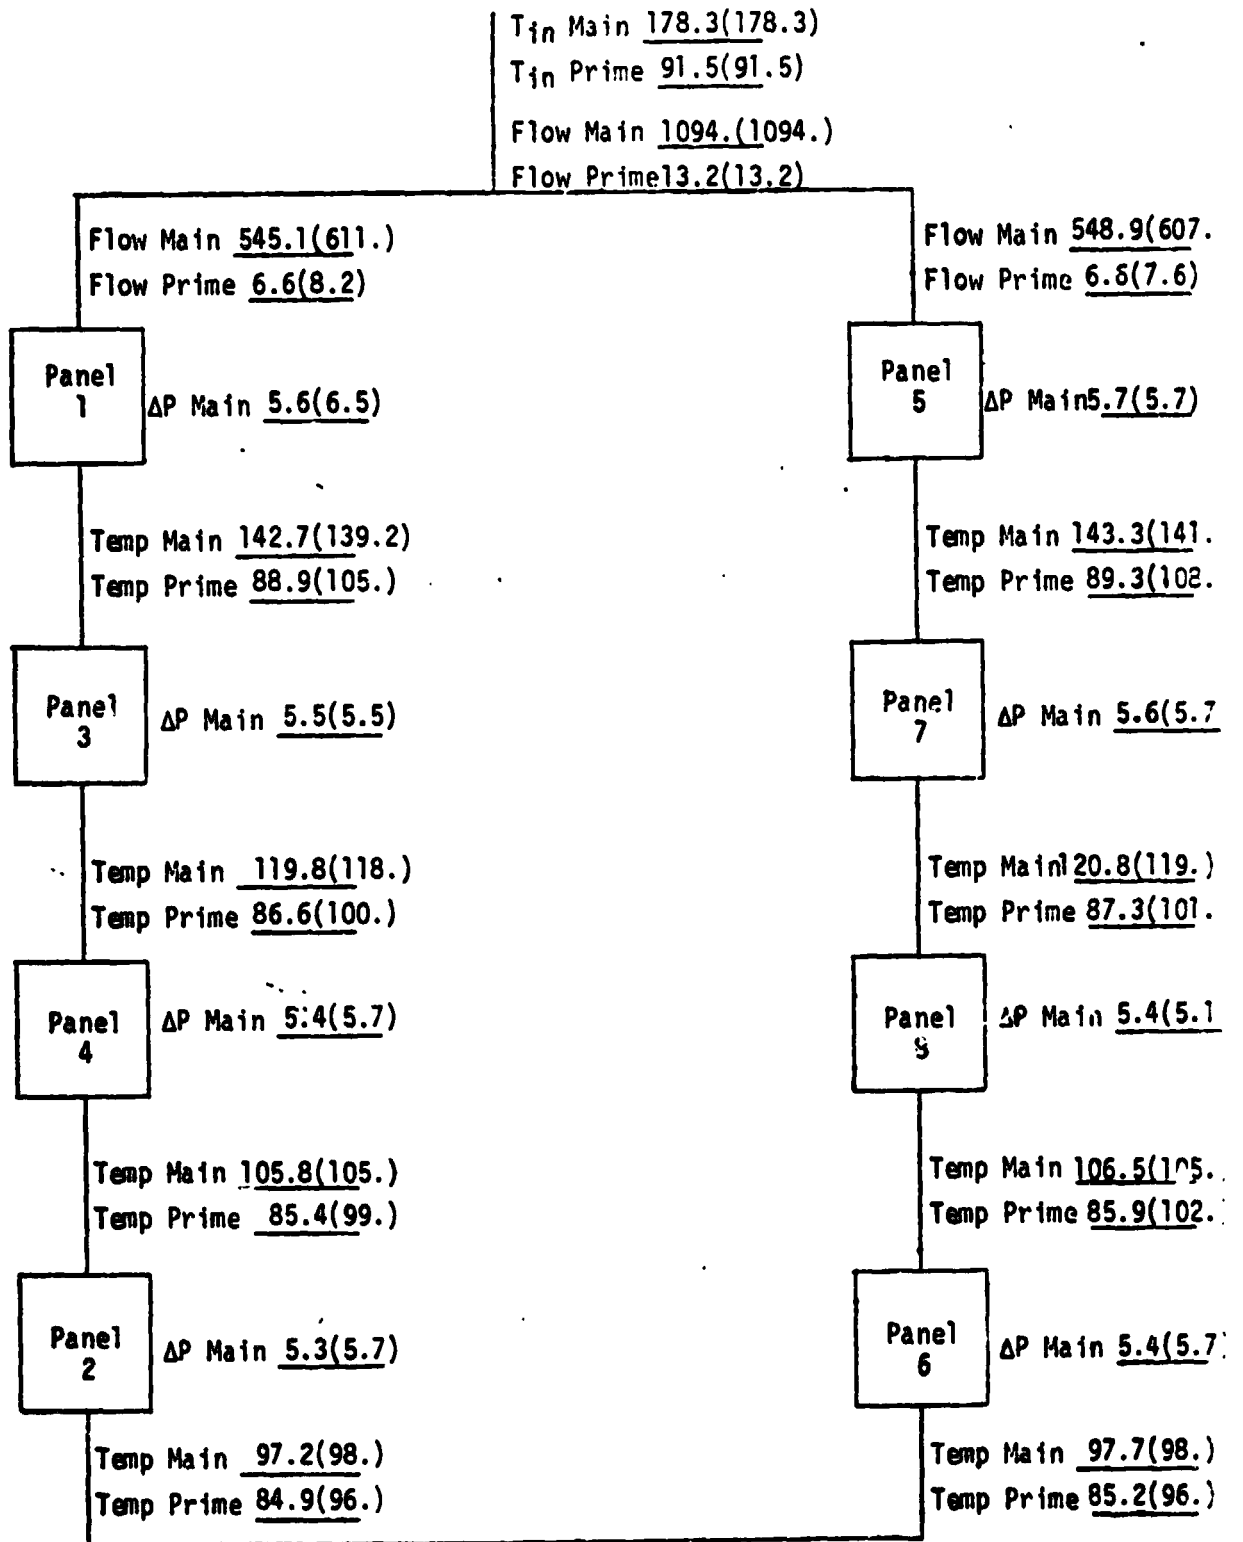 Tin Main 178.3(178.3)
Tin Prime 91.5(91.5)
Flow Main 1094.(1094.)
Flow Prime13.2(13.2)
Flow Main 545.1(611.)
Flow Prime 6.6(8.2)
Panel
1
ΔP Main 5.6(6.5)
Temp Main 142.7(139.2)
Temp Prime 88.9(105.)
Panel
3
ΔP Main 5.5(5.5)
Temp Main 119.8(118.)
Temp Prime 86.6(100.)
Panel
4
ΔP Main 5.4(5.7)
Temp Main 105.8(105.)
Temp Prime 85.4(99.)
Panel
2
ΔP Main 5.3(5.7)
Temp Main 97.2(98.)
Temp Prime 84.9(96.)
Flow Main 548.9(607.
Flow Prime (7.6)
Panel
5
ΔP Main5.7(5.7)
Temp Main 143.3(141.
Temp Prime 89.3(102.
Panel
7
ΔP Main 5.6(5.7
Temp Main120.8(119.)
Temp Prime 87.3(101.
Panel
ΔP Main 5.4(5.1
Temp Main 106.5(105.
Temp Prime 85.9(102.
Panel
6
ΔP Main 5.4(5.7)
Temp Main 97.7(98.)
Temp Prime 85.2(96.)